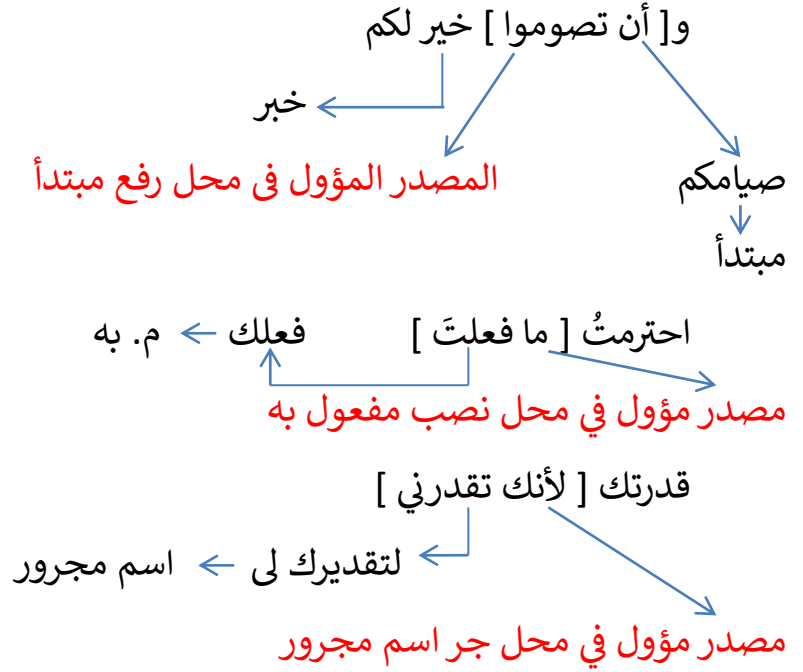 و[ أن تصوموا ] خير لكم
خبر
صيامكم المصدر المؤول فى محل رفع مبتدأ
مبتدأ
احترمتُ [ ما فعلتَ ] فعلك م. به
مصدر مؤول في محل نصب مفعول به
قدرتك [ لأنك تقدرني ]
لتقديرك لى اسم مجرور
مصدر مؤول في محل جر اسم مجرور